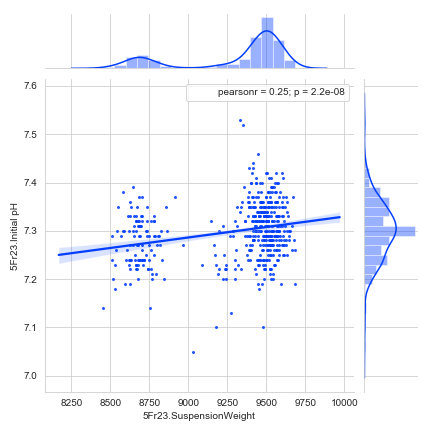 pearsonr = 0.25; p = 2.2e-08
7.6
7.5
7.4
7.3
7.2
7.1
7.0
5Fr23.Initial pH
8250 8500 8750 9000 9250 9500 9750 10000
5Fr23.SuspensionWeight